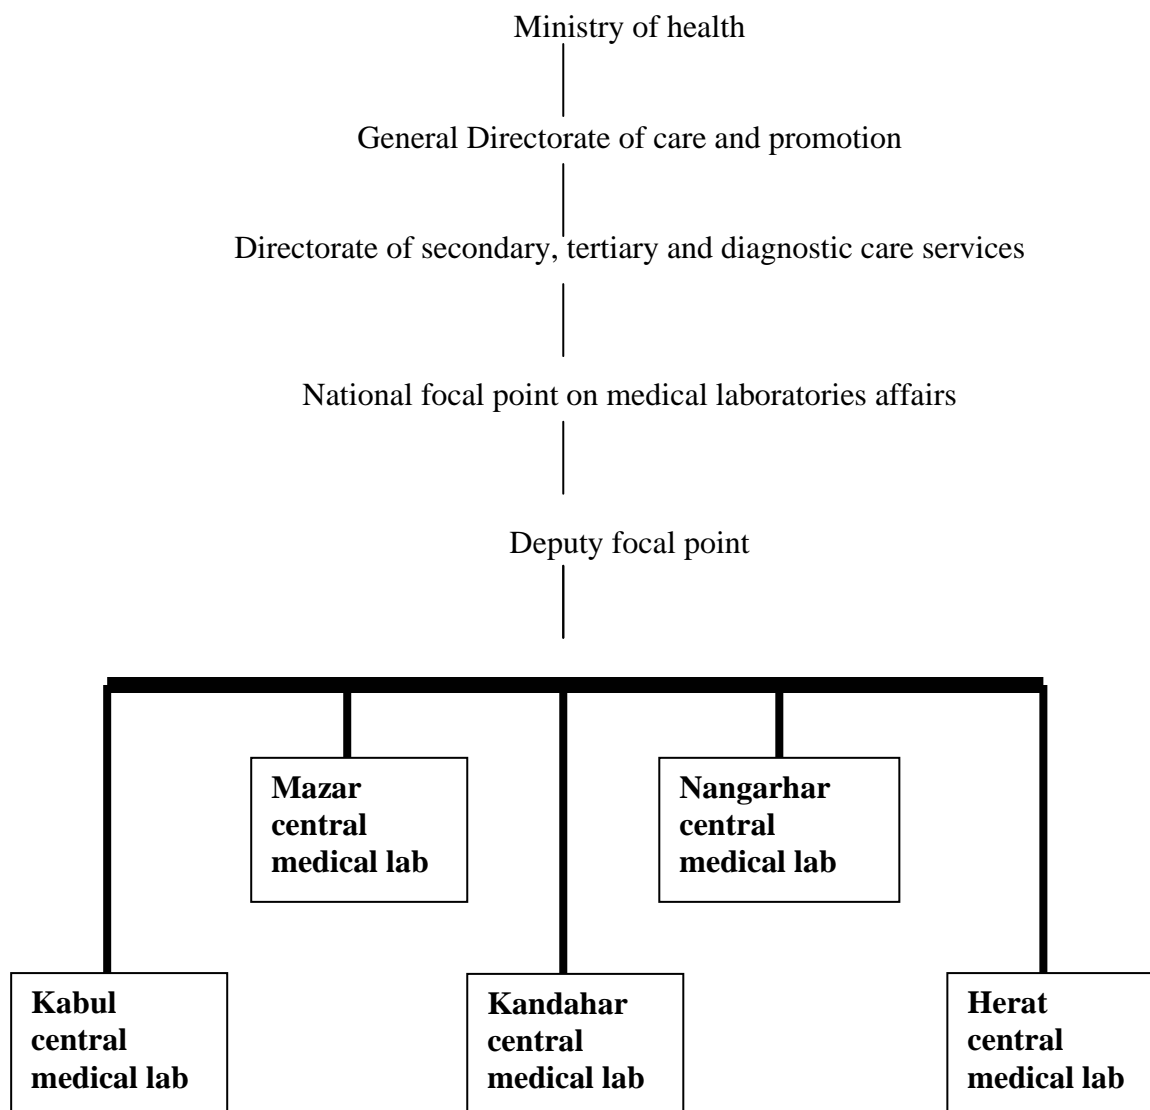 Ministry of health
General Directorate of care and promotion
Directorate of secondary, tertiary and diagnostic care services
National focal point on medical laboratories affairs
Deputy focal point
Mazar
central
medical lab
Nangarhar
central
medical lab
Kabul
central
medical lab
Kandahar
central
medical lab
Herat
central
medical lab